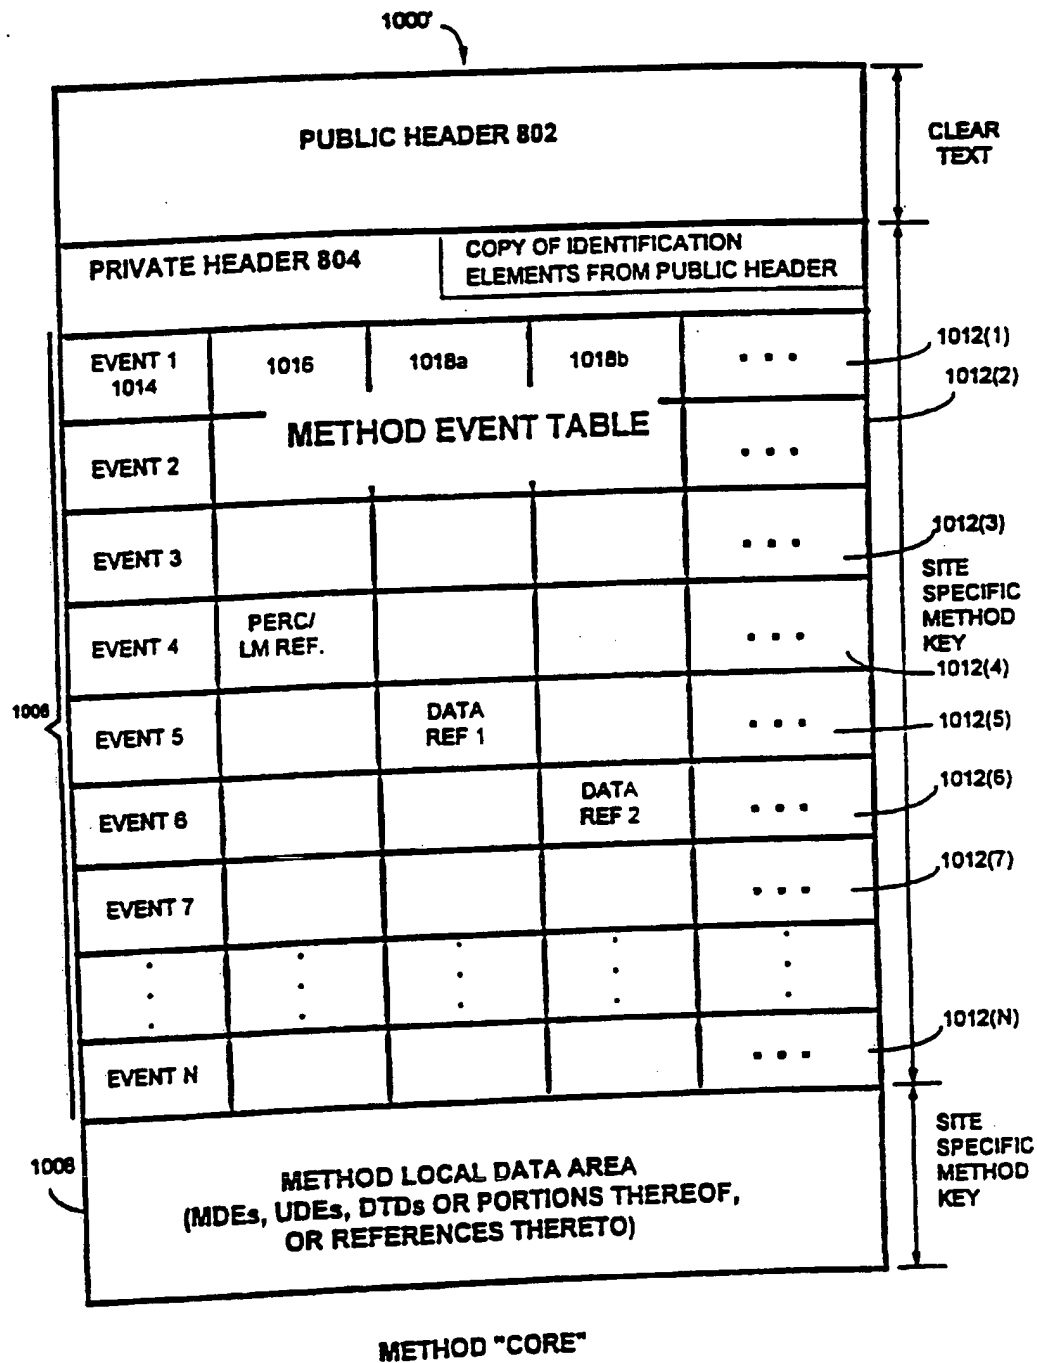 1000'
PUBLIC HEADER 802
CLEAR
TEXT
PRIVATE HEADER 804
COPY OF IDENTIFICATION
ELEMENTS FROM PUBLIC HEADER
EVENT 1
1014
1016
1018a
1018b
• • •
1012(1)
1012(2)
METHOD EVENT TABLE
EVENT 2
• • •
EVENT 3
• • •
1012(3)
SITE
SPECIFIC
METHOD
KEY
EVENT 4
PERC/
LM REF.
• • •
1012(4)
1006
EVENT 5
DATA
REF 1
• • •
1012(5)
EVENT 6
DATA
REF 2
• • •
1012(6)
EVENT 7
• • •
1012(7)
EVENT N
• • •
1012(N)
SITE
SPECIFIC
METHOD
KEY
1008
METHOD LOCAL DATA AREA
(MDEs, UDEs, DTDs OR PORTIONS THEREOF,
OR REFERENCES THERETO)
METHOD "CORE"